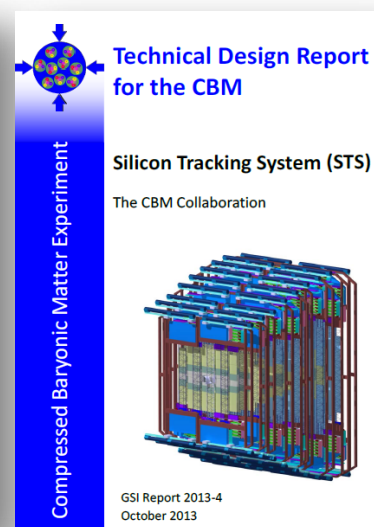 Technical Design Report
for the CBM
Silicon Tracking System (STS)
The CBM Collaboration
Compressed Baryonic Matter Experiment
GSI Report 2013-4
October 2013